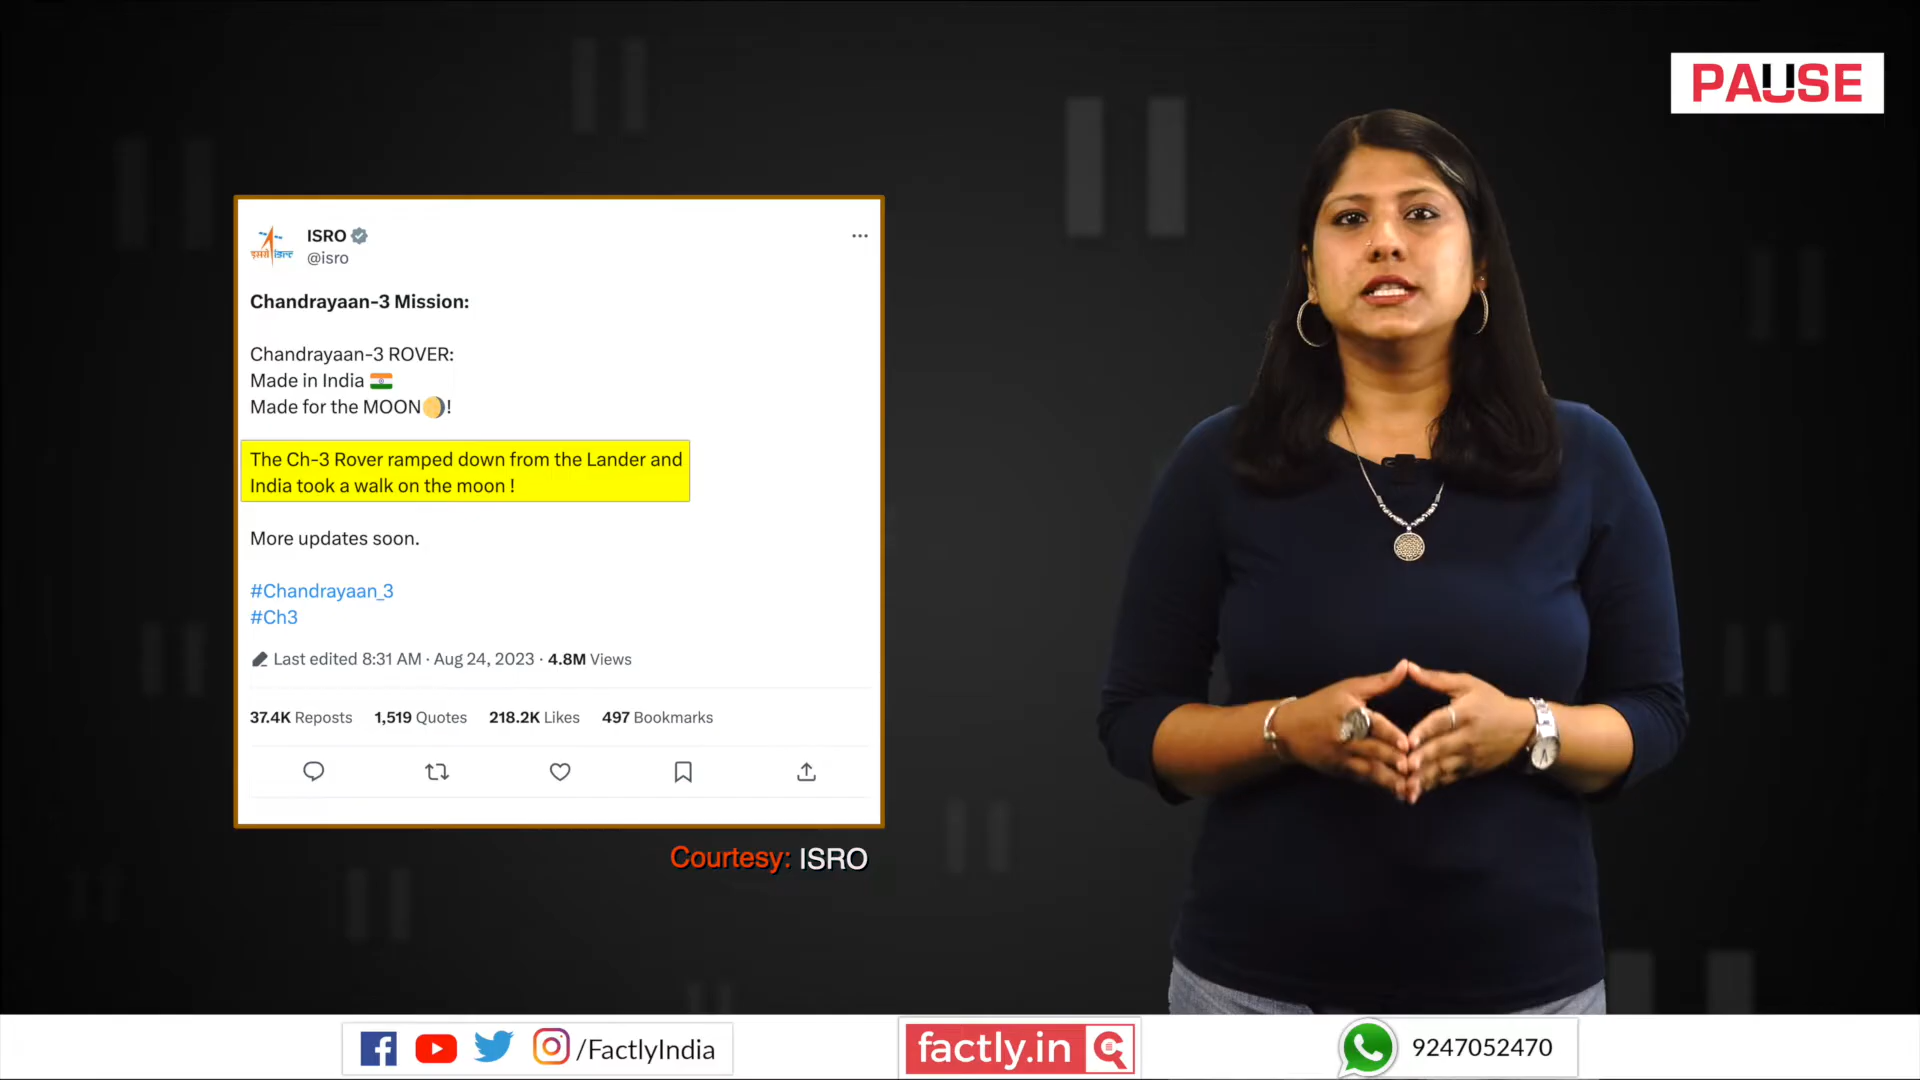 PAUSE
ISRO
@isro
इसरो isro
Chandrayaan-3 Mission:
Chandrayaan-3 ROVER:
Made in India 🇮🇳
Made for the MOON🌖!
The Ch-3 Rover ramped down from the Lander and
India took a walk on the moon !
More updates soon.
#Chandrayaan_3
#Ch3
Last edited 8:31 AM · Aug 24, 2023 · 4.8M Views
37.4K Reposts 1,519 Quotes 218.2K Likes 497 Bookmarks
Courtesy: ISRO
/FactlyIndia
factly.in
9247052470